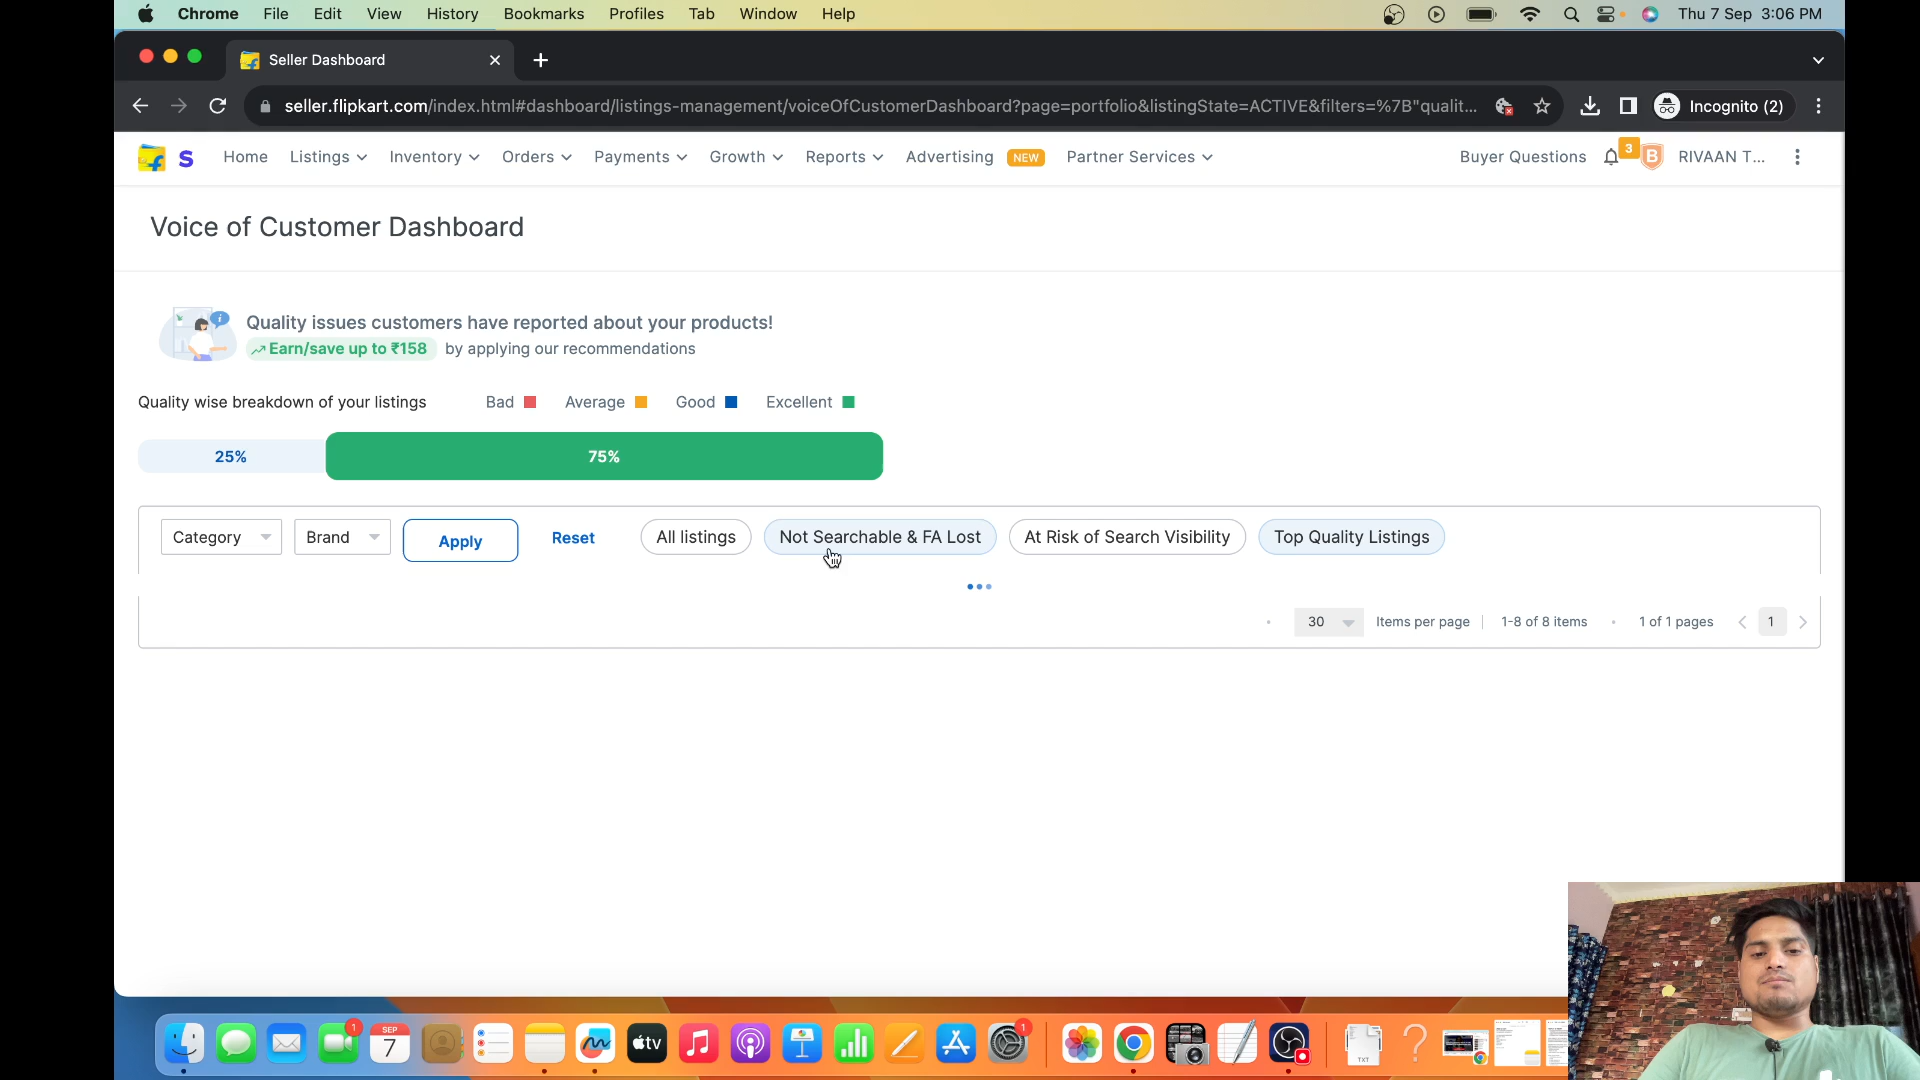 Chrome File Edit View History Bookmarks Profiles Tab Window Help Thu 7 Sep 3:06 PM
Seller Dashboard
seller.flipkart.com/index.html#dashboard/listings-management/voiceOfCustomerDashboard?page=portfolio&listingState=ACTIVE&filters=%7B"qualit... Incognito (2)
S Home Listings Inventory Orders Payments Growth Reports Advertising NEW Partner Services Buyer Questions 3 B RIVAAN T...
Voice of Customer Dashboard
Quality issues customers have reported about your products!
Earn/save up to ₹158 by applying our recommendations
Quality wise breakdown of your listings Bad Average Good Excellent
25% 75%
Category Brand Apply Reset All listings Not Searchable & FA Lost At Risk of Search Visibility Top Quality Listings
30 Items per page 1-8 of 8 items 1 of 1 pages 1
1 SEP 7 tv 1 TXT